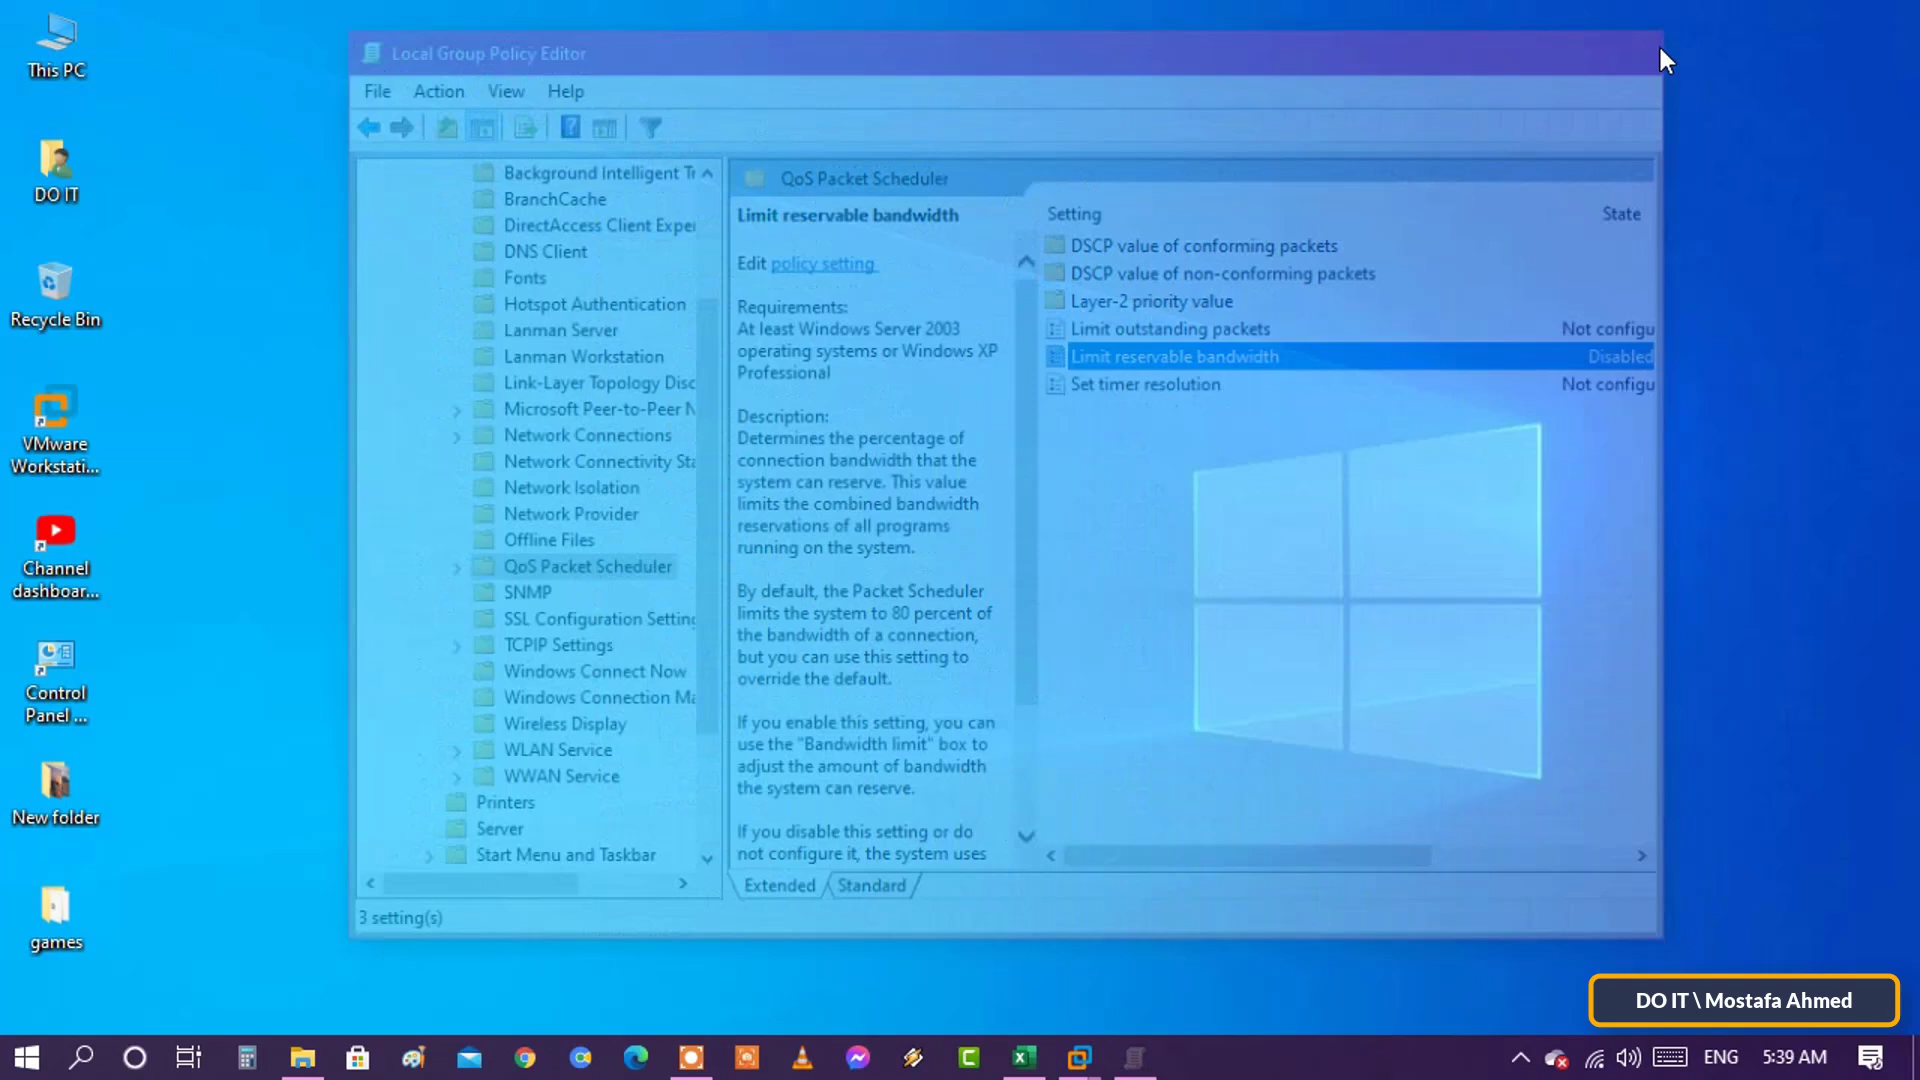 This PC
DO IT
Recycle Bin
VMware
Workstati...
Channel
dashboar...
Control
Panel ...
New folder
games
Local Group Policy Editor
File Action View Help
Background Intelligent Tr
BranchCache
DirectAccess Client Exper
DNS Client
Fonts
Hotspot Authentication
Lanman Server
Lanman Workstation
Link-Layer Topology Disc
Microsoft Peer-to-Peer N
Network Connections
Network Connectivity Sta
Network Isolation
Network Provider
Offline Files
QoS Packet Scheduler
SNMP
SSL Configuration Setting
TCPIP Settings
Windows Connect Now
Windows Connection Ma
Wireless Display
WLAN Service
WWAN Service
Printers
Server
Start Menu and Taskbar
QoS Packet Scheduler
Limit reservable bandwidth
Edit policy setting
Requirements:
At least Windows Server 2003
operating systems or Windows XP
Professional
Description:
Determines the percentage of
connection bandwidth that the
system can reserve. This value
limits the combined bandwidth
reservations of all programs
running on the system.
By default, the Packet Scheduler
limits the system to 80 percent of
the bandwidth of a connection,
but you can use this setting to
override the default.
If you enable this setting, you can
use the "Bandwidth limit" box to
adjust the amount of bandwidth
the system can reserve.
If you disable this setting or do
not configure it, the system uses
Setting State
DSCP value of conforming packets
DSCP value of non-conforming packets
Layer-2 priority value
Limit outstanding packets Not configu
Limit reservable bandwidth Disabled
Set timer resolution Not configu
Extended Standard
3 setting(s)
DO IT \ Mostafa Ahmed
ENG 5:39 AM